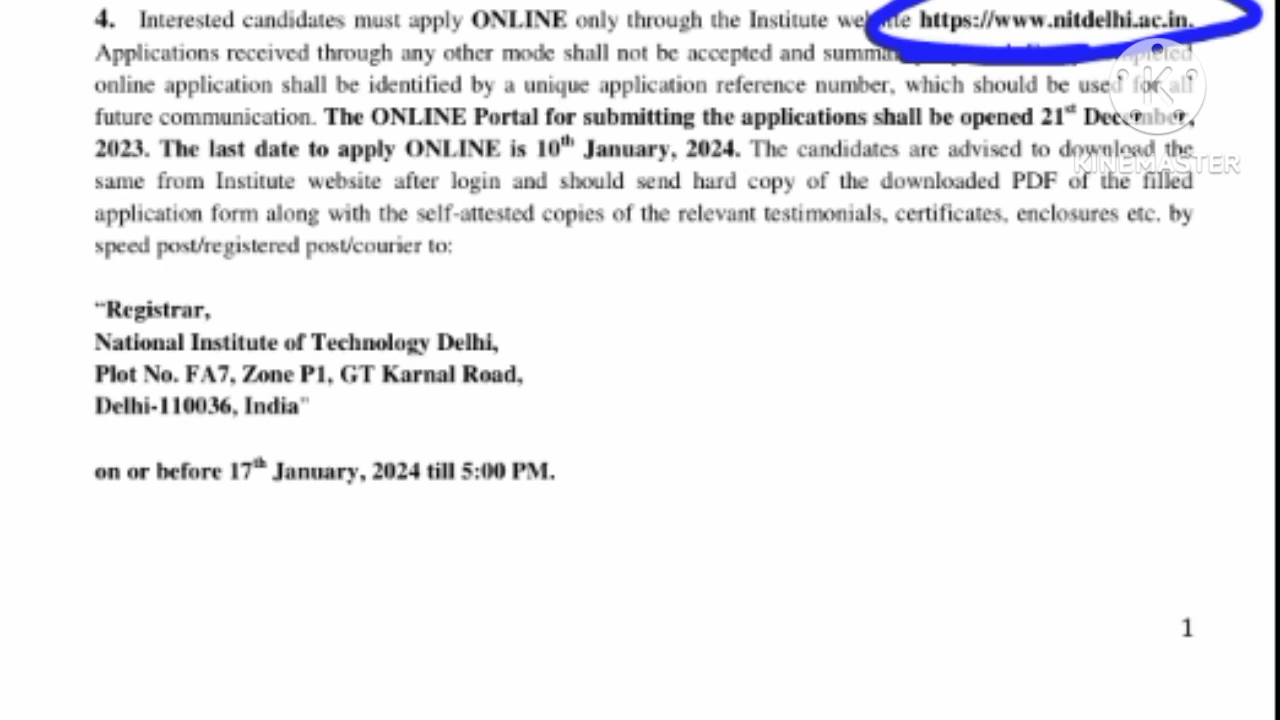 4. Interested candidates must apply ONLINE only through the Institute website https://www.nitdelhi.ac.in.
Applications received through any other mode shall not be accepted and
online application shall be identified by a unique application reference number, which should be used for all
future communication. The ONLINE Portal for submitting the applications shall be opened 21st December,
2023. The last date to apply ONLINE is 10th January, 2024. The candidates are advised to download the
same from Institute website after login and should send hard copy of the downloaded PDF of the filled
application form along with the self-attested copies of the relevant testimonials, certificates, enclosures etc. by
speed post/registered post/courier to:
"Registrar,
National Institute of Technology Delhi,
Plot No. FA7, Zone P1, GT Karnal Road,
Delhi-110036, India"
on or before 17th January, 2024 till 5:00 PM.
1
K
KINEMASTER